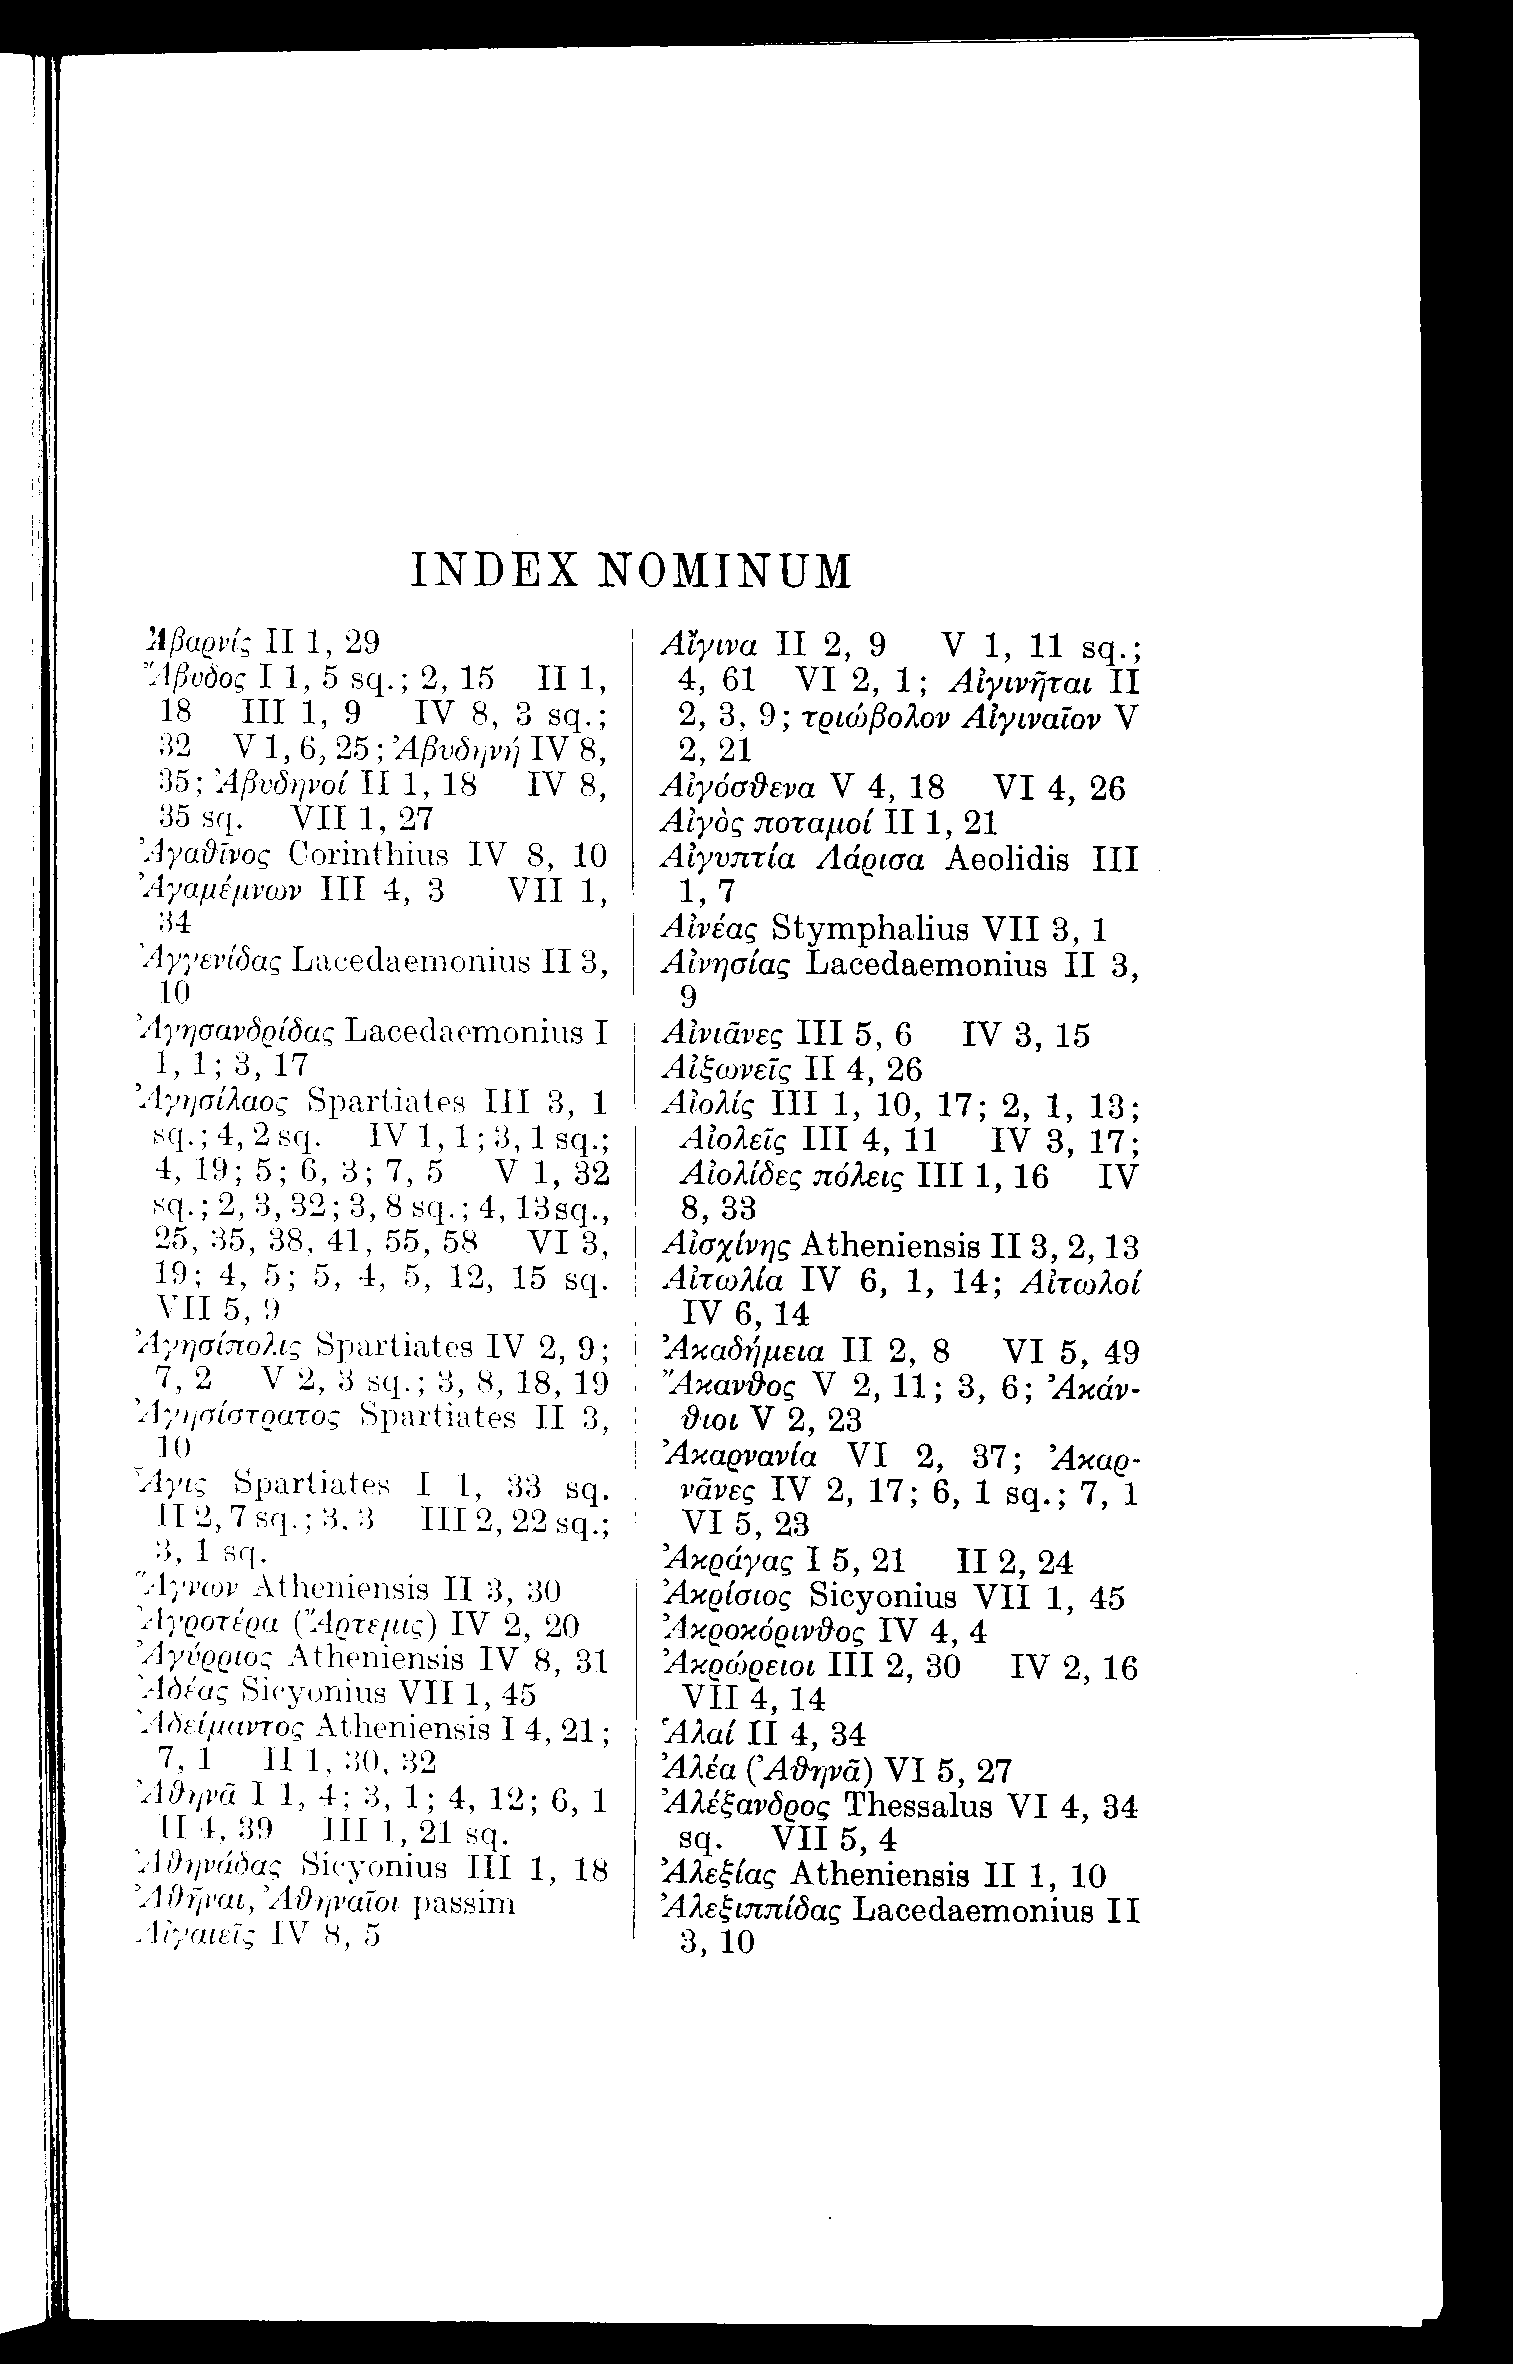 INDEX NOMINUM
Ἀβαρνίς II 1, 29
Ἄβυδος I 1, 5 sq.; 2, 15 II 1,
18 III 1, 9 IV 8, 3 sq.;
32 V 1, 6, 25; Ἀβυδηνή IV 8,
35; Ἀβυδηνοί II 1, 18 IV 8,
35 sq. VII 1, 27
Ἀγαθῖνος Corinthius IV 8, 10
Ἀγαμέμνων III 4, 3 VII 1,
34
Ἀγγενίδας Lacedaemonius II 3,
10
Ἀγησανδρίδας Lacedaemonius I
1, 1; 3, 17
Ἀγησίλαος Spartiates III 3, 1
sq.; 4, 2 sq. IV 1, 1; 3, 1 sq.;
4, 19; 5; 6, 3; 7, 5 V 1, 32
sq.; 2, 3, 32; 3, 8 sq.; 4, 13 sq.,
25, 35, 38, 41, 55, 58 VI 3,
19; 4, 5; 5, 4, 5, 12, 15 sq.
VII 5, 9
Ἀγησίπολις Spartiates IV 2, 9;
7, 2 V 2, 3 sq.; 3, 8, 18, 19
Ἀγησίστρατος Spartiates II 3,
10
Ἆγις Spartiates I 1, 33 sq.
II 2, 7 sq.; 3, 3 III 2, 22 sq.;
3, 1 sq.
Ἅγνων Atheniensis II 3, 30
Ἀγροτέρα (Ἄρτεμις) IV 2, 20
Ἀγύρριος Atheniensis IV 8, 31
Ἀδέας Sicyonius VII 1, 45
Ἀδείμαντος Atheniensis I 4, 21;
7, 1 II 1, 30, 32
Ἀθηνᾶ I 1, 4; 3, 1; 4, 12; 6, 1
II 4, 39 III 1, 21 sq.
Ἀθηνάδας Sicyonius III 1, 18
Ἀθῆναι, Ἀθηναῖοι passim
Αἰγαιεῖς IV 8, 5
Αἴγινα II 2, 9 V 1, 11 sq.;
4, 61 VI 2, 1; Αἰγινῆται II
2, 3, 9; τριώβολον Αἰγιναῖον V
2, 21
Αἰγόσθενα V 4, 18 VI 4, 26
Αἰγὸς ποταμοί II 1, 21
Αἰγυπτία Λάρισα Aeolidis III
1, 7
Αἰνέας Stymphalius VII 3, 1
Αἰνησίας Lacedaemonius II 3,
9
Αἰνιᾶνες III 5, 6 IV 3, 15
Αἰξωνεῖς II 4, 26
Αἰολίς III 1, 10, 17; 2, 1, 13;
Αἰολεῖς III 4, 11 IV 3, 17;
Αἰολίδες πόλεις III 1, 16 IV
8, 33
Αἰσχίνης Atheniensis II 3, 2, 13
Αἰτωλία IV 6, 1, 14; Αἰτωλοί
IV 6, 14
Ἀκαδήμεια II 2, 8 VI 5, 49
Ἄκανθος V 2, 11; 3, 6; Ἀκάν-
θιοι V 2, 23
Ἀκαρνανία VI 2, 37; Ἀκαρ-
νᾶνες IV 2, 17; 6, 1 sq.; 7, 1
VI 5, 23
Ἀκράγας I 5, 21 II 2, 24
Ἀκρίσιος Sicyonius VII 1, 45
Ἀκροκόρινθος IV 4, 4
Ἀκρώρειοι III 2, 30 IV 2, 16
VII 4, 14
Ἁλαί II 4, 34
Ἀλέα (Ἀθηνᾶ) VI 5, 27
Ἀλέξανδρος Thessalus VI 4, 34
sq. VII 5, 4
Ἀλεξίας Atheniensis II 1, 10
Ἀλεξιππίδας Lacedaemonius II
3, 10